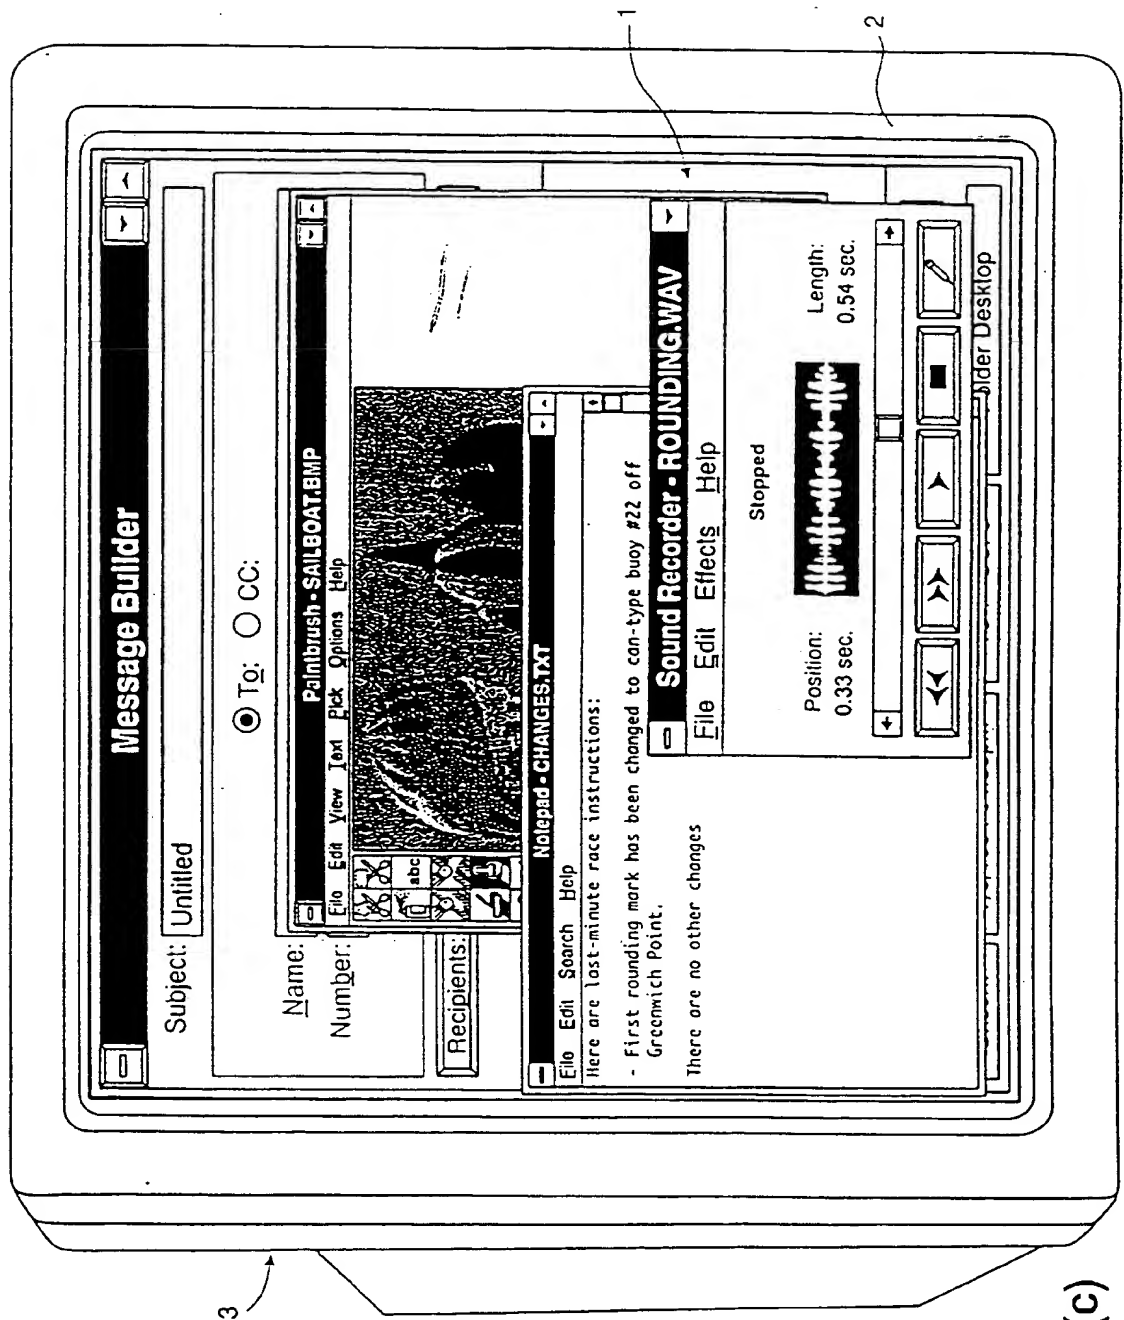 1
2
3
Message Builder
Subject: Untitled
To: CC:
Name:
Number:
Recipients:
Paintbrush - SAILBOAT.BMP
File Edit View Text Pick Options Help
abc
Notepad - CHANGES.TXT
File Edit Search Help
Here are last-minute race instructions:
- First rounding mark has been changed to can-type buoy #22 off
Greenwich Point.
There are no other changes
Sound Recorder - ROUNDING.WAV
File Edit Effects Help
Stopped
Position:
0.33 sec.
Length:
0.54 sec.
older Desktop
(c)